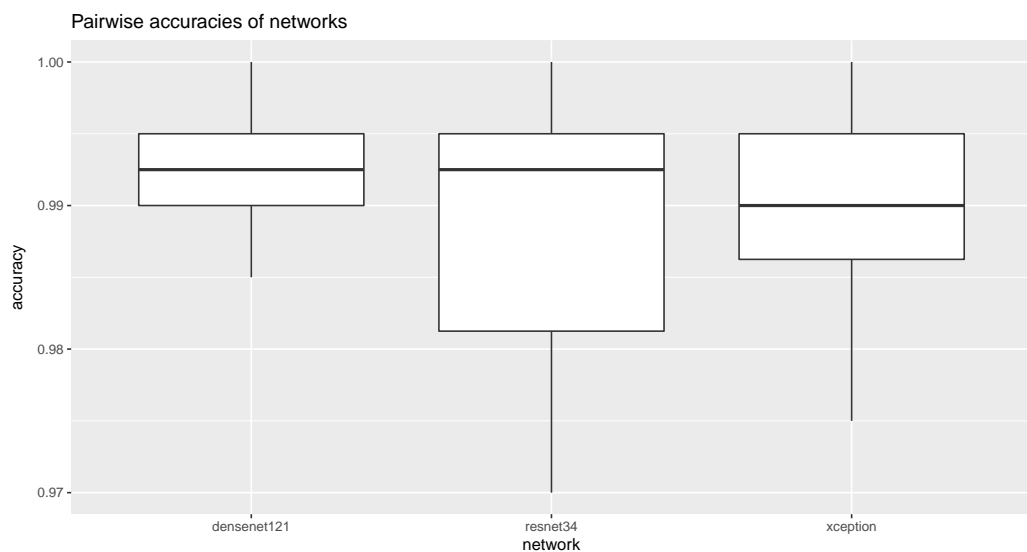 Pairwise accuracies of networks
1.00
0.99
0.98
0.97
accuracy
densenet121 resnet34 xception
network